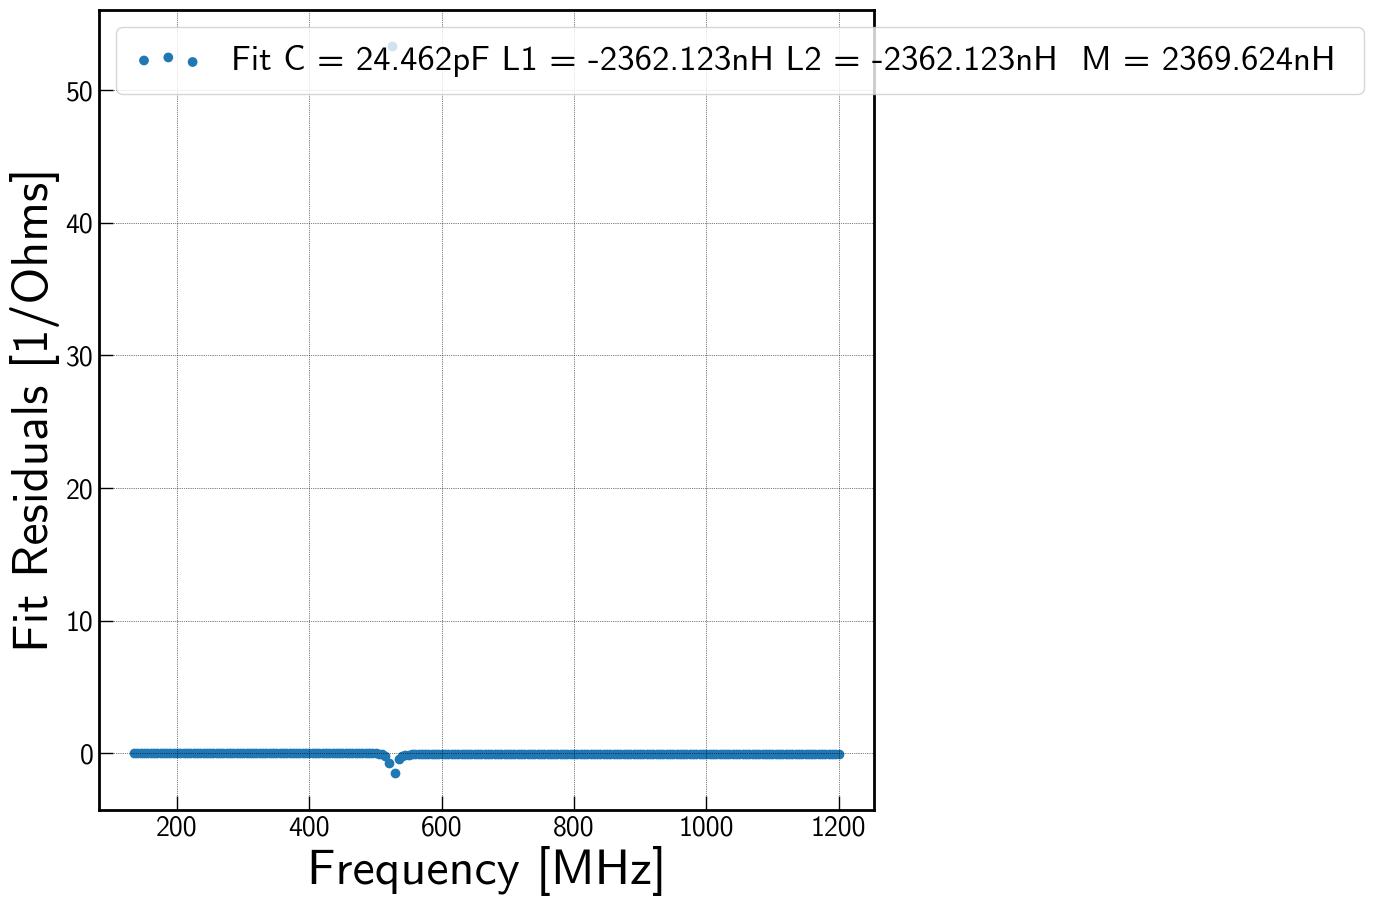 Fit C = 24.462pF L1 = -2362.123nH L2 = -2362.123nH M = 2369.624nH
50
40
30
20
10
0
Fit Residuals [1/Ohms]
200 400 600 800 1000 1200
Frequency [MHz]